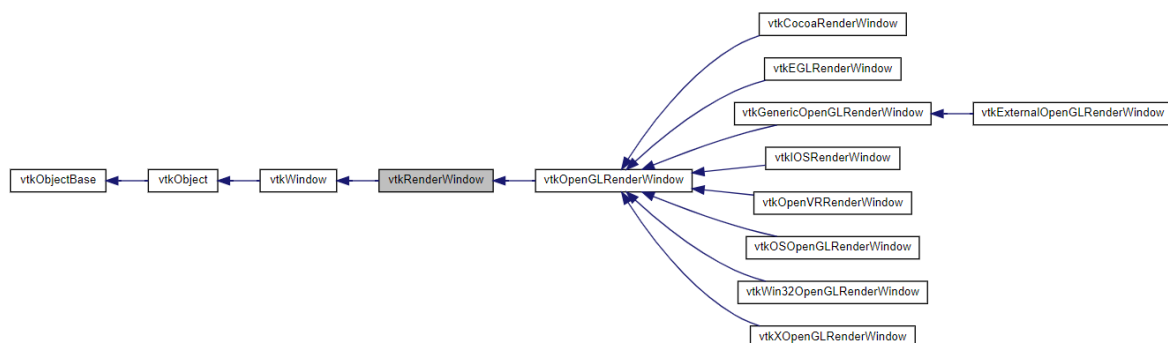 vtkCocoaRenderWindow
vtkEGLRenderWindow
vtkGenericOpenGLRenderWindow
vtkExternalOpenGLRenderWindow
vtkIOSRenderWindow
vtkObjectBase
vtkObject
vtkWindow
vtkRenderWindow
vtkOpenGLRenderWindow
vtkOpenVRRenderWindow
vtkOSOpenGLRenderWindow
vtkWin32OpenGLRenderWindow
vtkXOpenGLRenderWindow